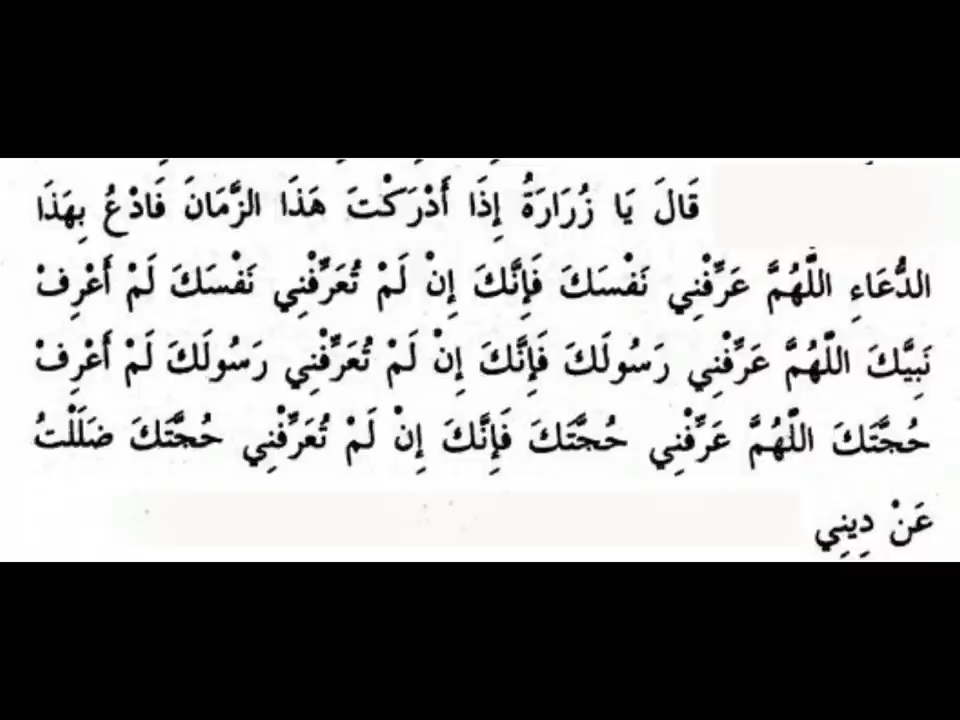 قَالَ يَا زُرَارَةُ إِذَا أَدْرَكْتَ هَذَا الزَّمَانَ فَادْعُ بِهَذَا
الدُّعَاءِ اللَّهُمَّ عَرِّفْنِي نَفْسَكَ فَإِنَّكَ إِنْ لَمْ تُعَرِّفْنِي نَفْسَكَ لَمْ أَعْرِفْ
نَبِيَّكَ اللَّهُمَّ عَرِّفْنِي رَسُولَكَ فَإِنَّكَ إِنْ لَمْ تُعَرِّفْنِي رَسُولَكَ لَمْ أَعْرِفْ
حُجَّتَكَ اللَّهُمَّ عَرِّفْنِي حُجَّتَكَ فَإِنَّكَ إِنْ لَمْ تُعَرِّفْنِي حُجَّتَكَ ضَلَلْتُ
عَنْ دِينِي